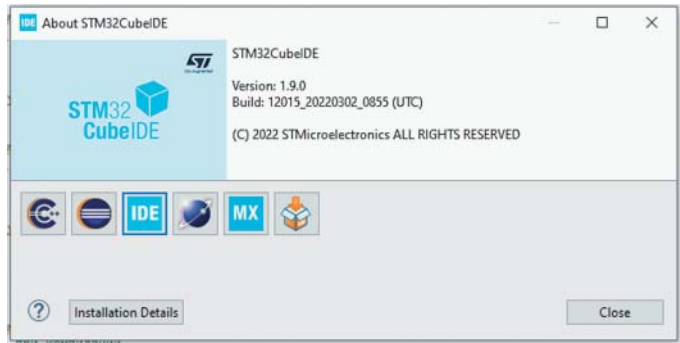 IDE About STM32CubeIDE
STM32CubeIDE
Version: 1.9.0
Build: 12015_20220302_0855 (UTC)
(C) 2022 STMicroelectronics ALL RIGHTS RESERVED
STM32
CubeIDE
IDE
MX
? Installation Details
Close